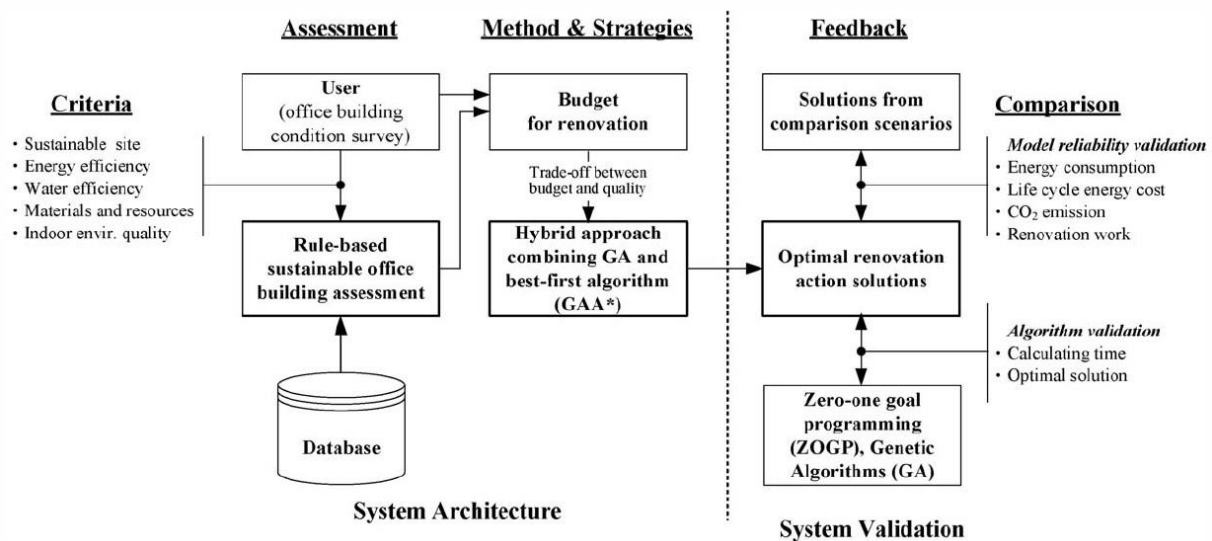 Assessment
Method & Strategies
Feedback
Criteria
• Sustainable site
• Energy efficiency
• Water efficiency
• Materials and resources
• Indoor envir. quality
User
(office building
condition survey)
Rule-based
sustainable office
building assessment
Database
Budget
for renovation
Trade-off between
budget and quality
Hybrid approach
combining GA and
best-first algorithm
(GAA*)
System Architecture
Solutions from
comparison scenarios
Optimal renovation
action solutions
Zero-one goal
programming
(ZOGP), Genetic
Algorithms (GA)
Comparison
Model reliability validation
• Energy consumption
• Life cycle energy cost
• CO₂ emission
• Renovation work
Algorithm validation
• Calculating time
• Optimal solution
System Validation